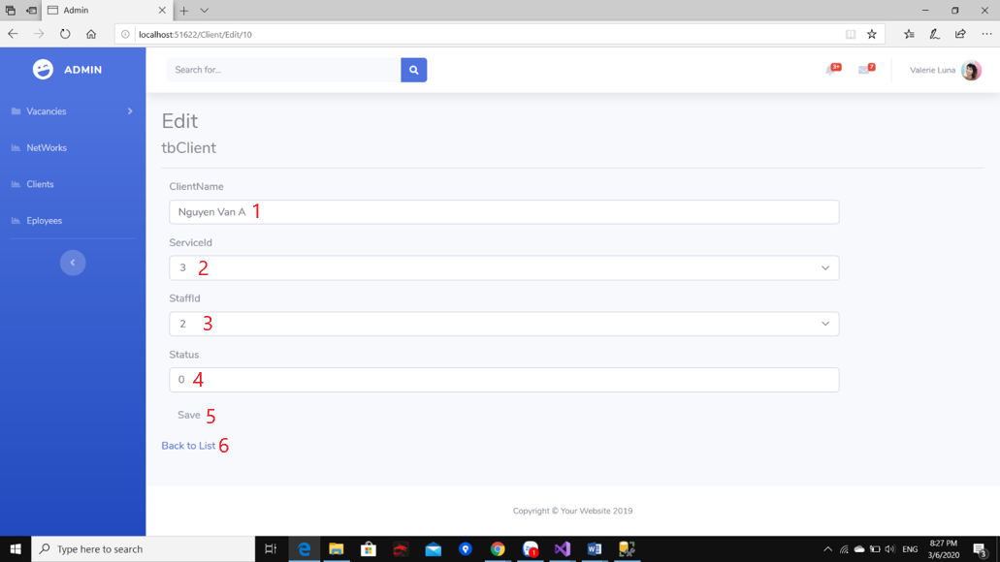 Admin
localhost:51622/Client/Edit/10
ADMIN
Search for...
3+
7
Valerie Luna
Vacancies
NetWorks
Clients
Eployees
Edit
tbClient
ClientName
Nguyen Van A 1
ServiceId
3 2
StaffId
2 3
Status
0 4
Save 5
Back to List 6
Copyright © Your Website 2019
Type here to search
1
W
ENG
8:27 PM
3/6/2020
3